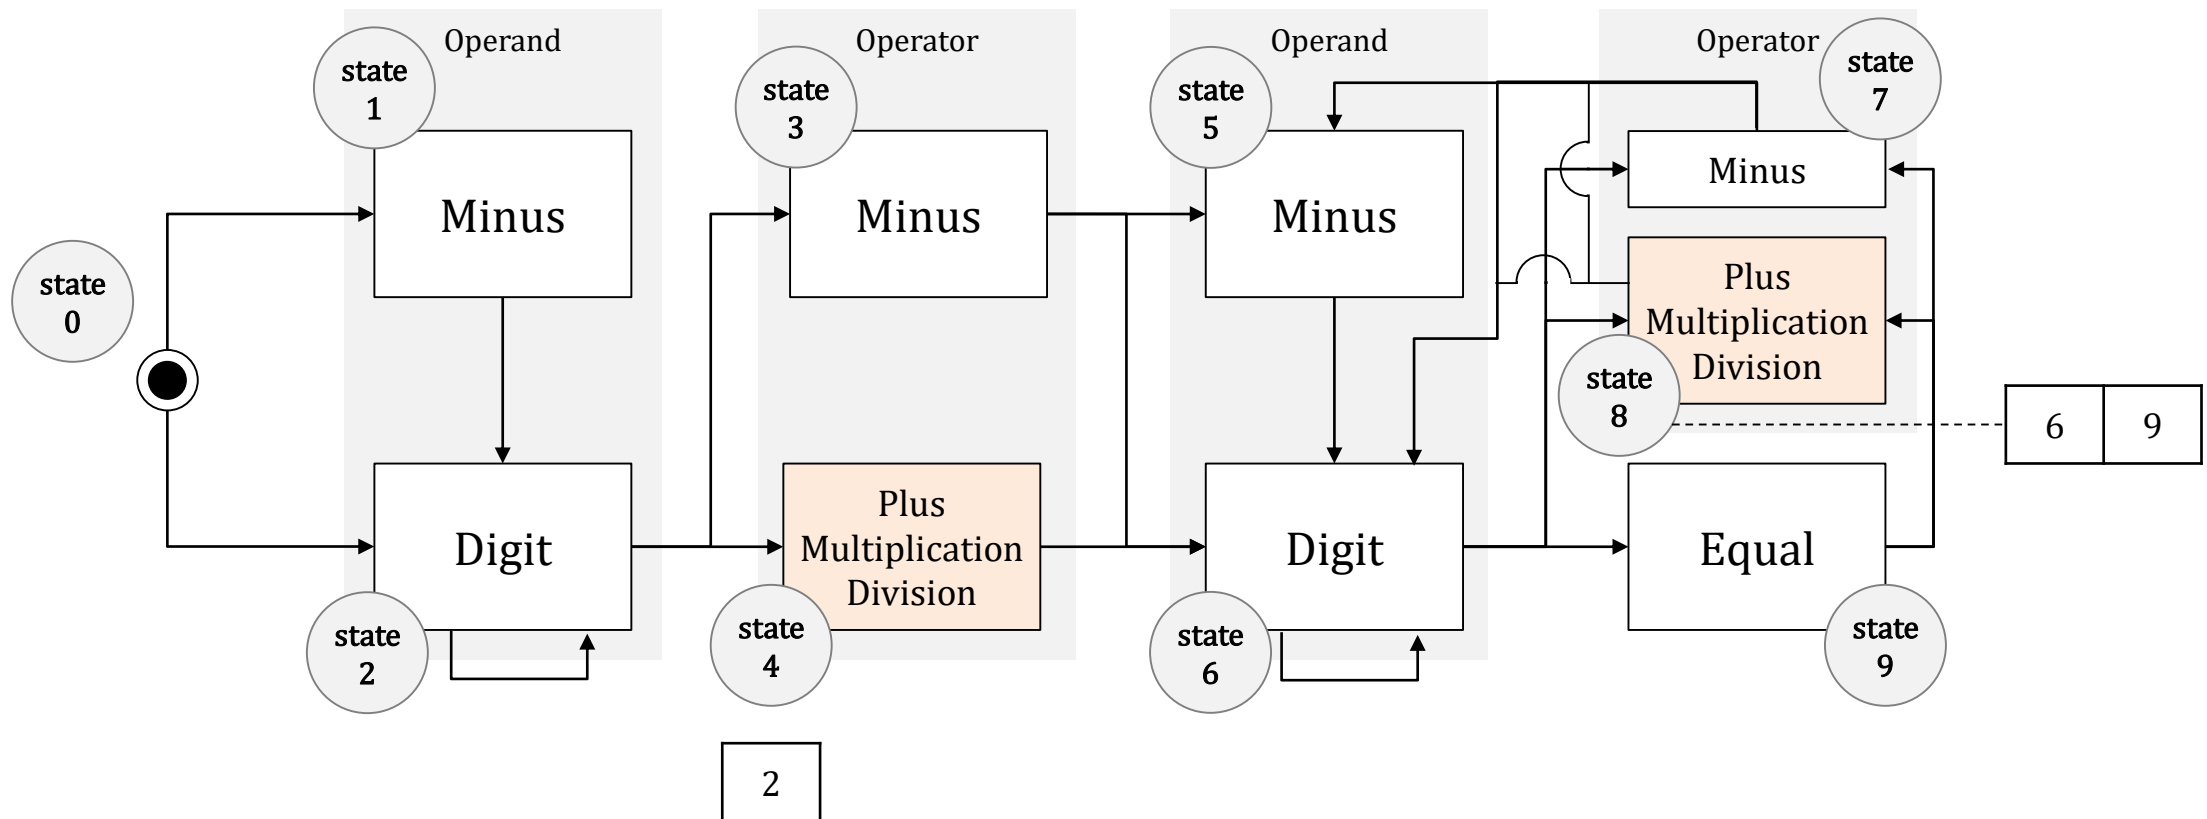 Operand
Operator
Operand
Operator
state
1
state
3
state
5
state
7
Minus
Minus
Minus
Minus
state
0
Plus
Multiplication
Division
state
8
6
9
Digit
Plus
Multiplication
Division
Digit
Equal
state
2
state
4
state
6
state
9
2